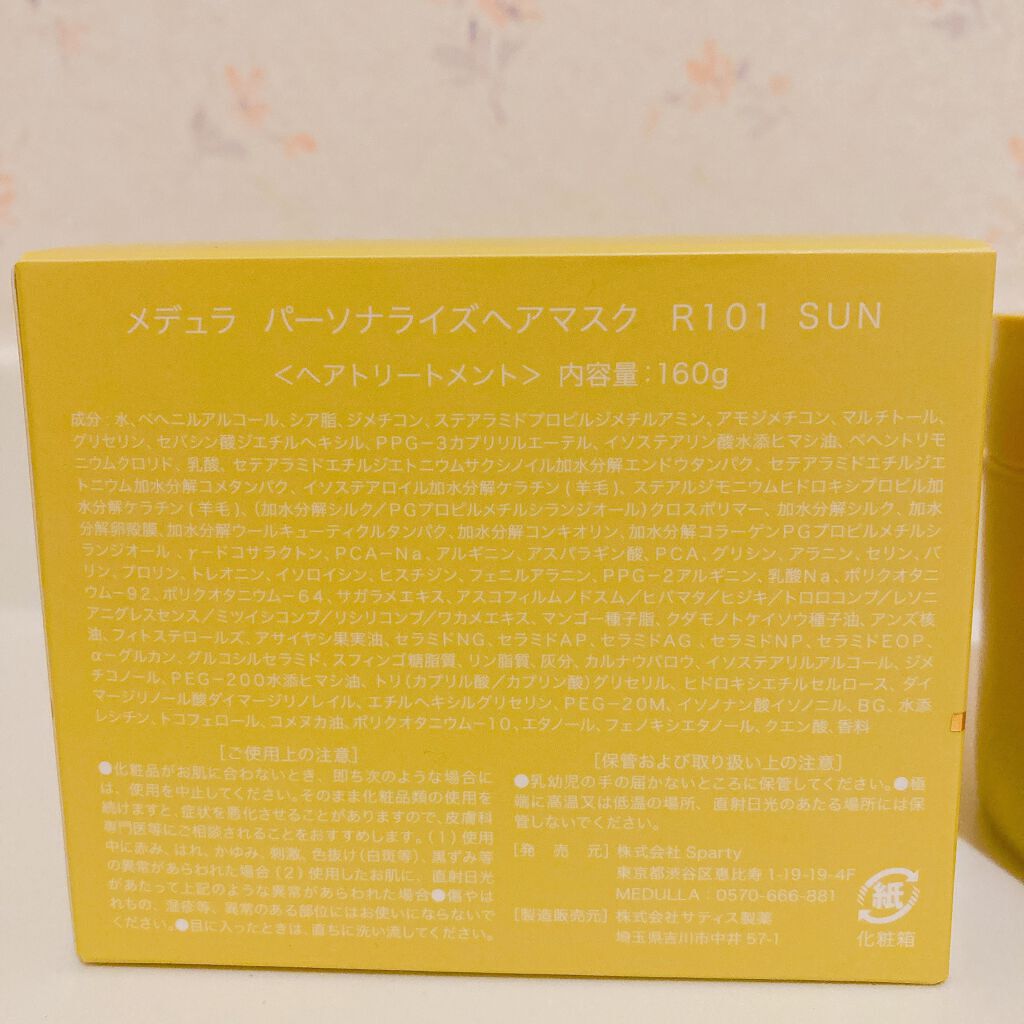 メデュラ パーソナライズヘアマスク R101 SUN
<ヘアトリートメント> 内容量:160g
成分:水、ベヘニルアルコール、シア脂、ジメチコン、ステアラミドプロピルジメチルアミン、アモジメチコン、マルチトール、
グリセリン、セバシン酸ジエチルヘキシル、PPG-3カプリリルエーテル、イソステアリン酸水添ヒマシ油、ベヘントリモ
ニウムクロリド、乳酸、セテアラミドエチルジエトニウムサクシノイル加水分解エンドウタンパク、セテアラミドエチルジエ
トニウム加水分解コメタンパク、イソステアロイル加水分解ケラチン(羊毛)、ステアルジモニウムヒドロキシプロピル加
水分解ケラチン(羊毛)、(加水分解シルク/PGプロピルメチルシランジオール)クロスポリマー、加水分解シルク、加水
分解卵殻膜、加水分解ウールキューティクルタンパク、加水分解コンキオリン、加水分解コラーゲンPGプロピルメチルシ
ランジオール、γ-ドコサラクトン、PCA-Na、アルギニン、アスパラギン酸、PCA、グリシン、アラニン、セリン、バ
リン、プロリン、トレオニン、イソロイシン、ヒスチジン、フェニルアラニン、PPG-2アルギニン、乳酸Na、ポリクオタニ
ウム-92、ポリクオタニウム-64、サガラメエキス、アスコフィルムノドスム/ヒバマタ/ヒジキ/トロロコンブ/レソニ
アニグレスセンス/ミツイシコンブ/リシリコンブ/ワカメエキス、マンゴー種子脂、クダモノトケイソウ種子油、アンズ核
油、フィトステロールズ、アサイヤシ果実油、セラミドNG、セラミドAP、セラミドAG、セラミドNP、セラミドEOP、
α-グルカン、グルコシルセラミド、スフィンゴ糖脂質、リン脂質、灰分、カルナウバロウ、イソステアリルアルコール、ジメ
チコノール、PEG-200水添ヒマシ油、トリ(カプリル酸/カプリン酸)グリセリル、ヒドロキシエチルセルロース、ダイ
マージリノール酸ダイマージリノレイル、エチルヘキシルグリセリン、PEG-20M、イソノナン酸イソノニル、BG、水添
レシチン、トコフェロール、コメヌカ油、ポリクオタニウム-10、エタノール、フェノキシエタノール、クエン酸、香料
[ご使用上の注意]
●化粧品がお肌に合わないとき、即ち次のような場合に
は、使用を中止してください。そのまま化粧品類の使用を
続けますと、症状を悪化させることがありますので、皮膚科
専門医等にご相談されることをおすすめします。(1)使用
中に赤み、はれ、かゆみ、刺激、色抜け(白斑等)、黒ずみ等
の異常があらわれた場合(2)使用したお肌に、直射日光
があたって上記のような異常があらわれた場合●傷やは
れもの、湿疹等、異常のある部位にはお使いにならないで
ください。●目に入ったときは、直ちに洗い流してください。
[保管および取り扱い上の注意]
●乳幼児の手の届かないところに保管してください。●極
端に高温又は低温の場所、直射日光のあたる場所には保
管しないでください。
[発売元]株式会社 Sparty
東京都渋谷区恵比寿 1-19-19-4F
MEDULLA:0570-666-881
[製造販売元]株式会社サティス製薬
埼玉県吉川市中井 57-1
紙
化粧箱